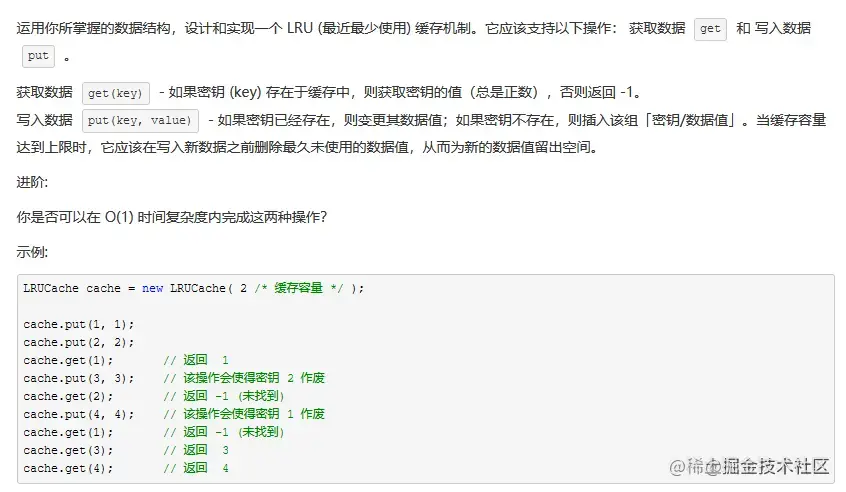 运用你所掌握的数据结构，设计和实现一个 LRU (最近最少使用) 缓存机制。它应该支持以下操作： 获取数据 get 和 写入数据
put 。
获取数据 get(key) - 如果密钥 (key) 存在于缓存中，则获取密钥的值（总是正数），否则返回 -1。
写入数据 put(key, value) - 如果密钥已经存在，则变更其数据值；如果密钥不存在，则插入该组「密钥/数据值」。当缓存容量
达到上限时，它应该在写入新数据之前删除最久未使用的数据值，从而为新的数据值留出空间。
进阶:
你是否可以在 O(1) 时间复杂度内完成这两种操作？
示例:
LRUCache cache = new LRUCache( 2 /* 缓存容量 */ );
cache.put(1, 1);
cache.put(2, 2);
cache.get(1);       // 返回  1
cache.put(3, 3);    // 该操作会使得密钥 2 作废
cache.get(2);       // 返回 -1 (未找到)
cache.put(4, 4);    // 该操作会使得密钥 1 作废
cache.get(1);       // 返回 -1 (未找到)
cache.get(3);       // 返回  3
cache.get(4);       // 返回  4
@掘金技术社区